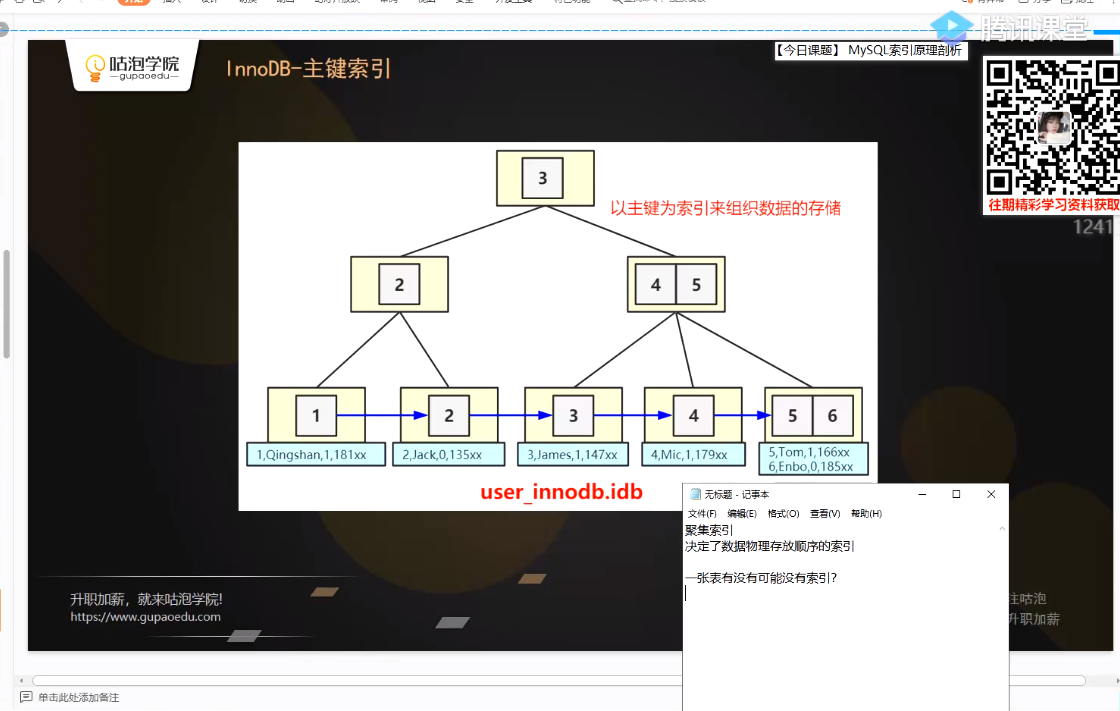 开始
腾讯课堂
【今日课题】 MySQL索引原理剖析
咕泡学院
gupaoedu
InnoDB-主键索引
往期精彩学习资料获取
1241
3
以主键为索引来组织数据的存储
2
4 5
1 2 3 4 5 6
1,Qingshan,1,181xx
2,Jack,0,135xx
3,James,1,147xx
4,Mic,1,179xx
5,Tom,1,166xx
6,Enbo,0,185xx
user_innodb.idb
无标题 - 记事本
文件(F) 编辑(E) 格式(O) 查看(V) 帮助(H)
聚集索引
决定了数据物理存放顺序的索引
一张表有没有可能没有索引?
升职加薪，就来咕泡学院!
https://www.gupaoedu.com
注咕泡
升职加薪
单击此处添加备注